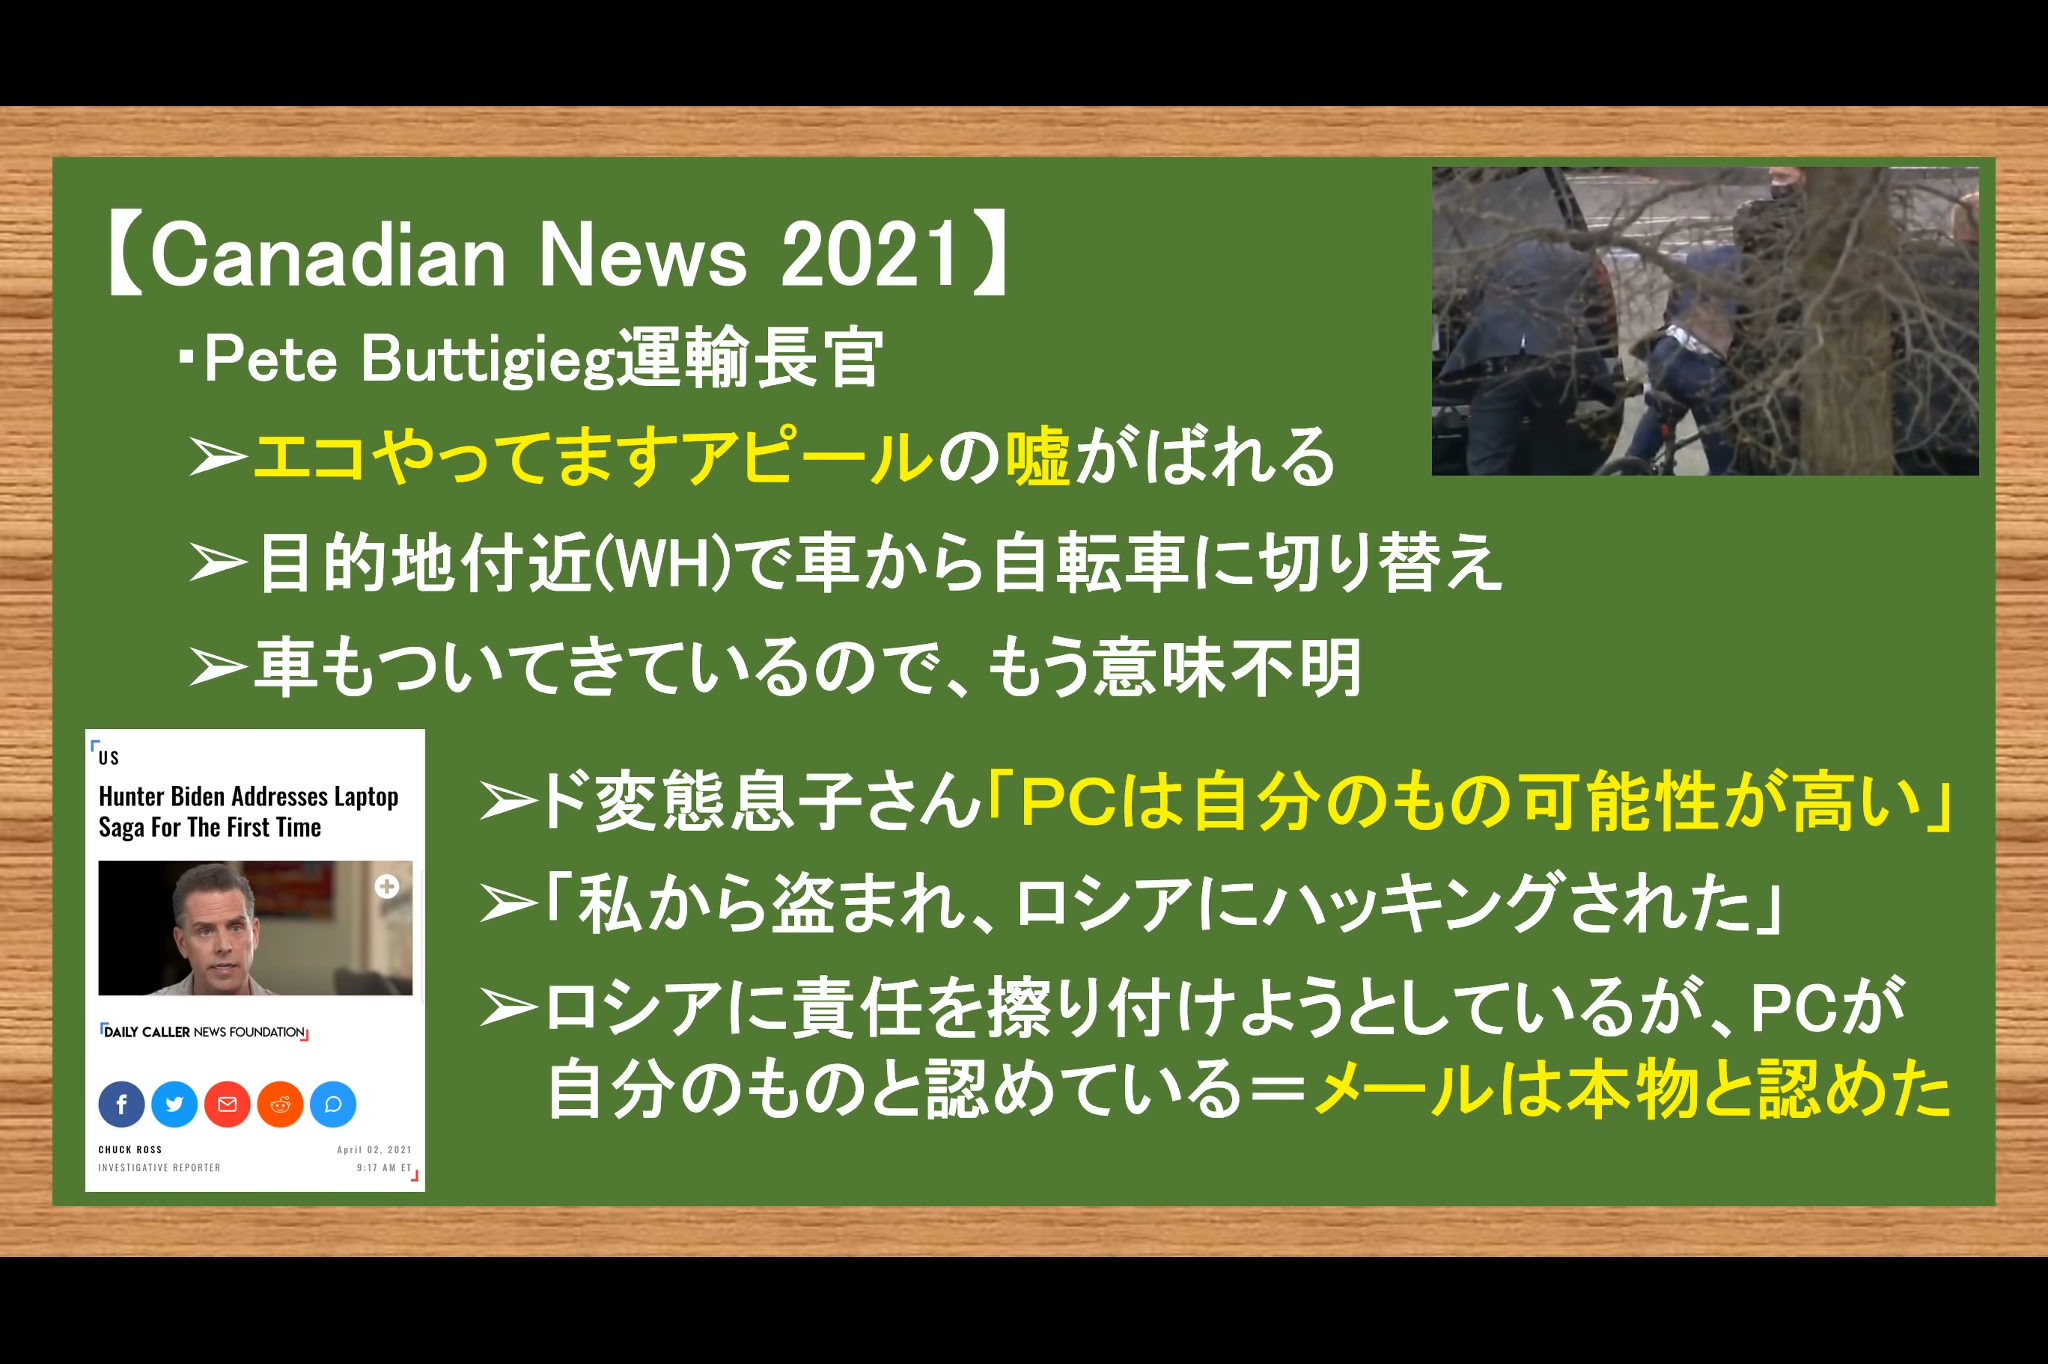 【Canadian News 2021】
・Pete Buttigieg運輸長官
➢エコやってますアピールの嘘がばれる
➢目的地付近(WH)で車から自転車に切り替え
➢車もついてきているので、もう意味不明
US
Hunter Biden Addresses Laptop
Saga For The First Time
DAILY CALLER NEWS FOUNDATION
CHUCK ROSS
April 02, 2021
INVESTIGATIVE REPORTER
9:17 AM ET
➢ド変態息子さん「PCは自分のもの可能性が高い」
➢「私から盗まれ、ロシアにハッキングされた」
➢ロシアに責任を擦り付けようとしているが、PCが
自分のものと認めている＝メールは本物と認めた